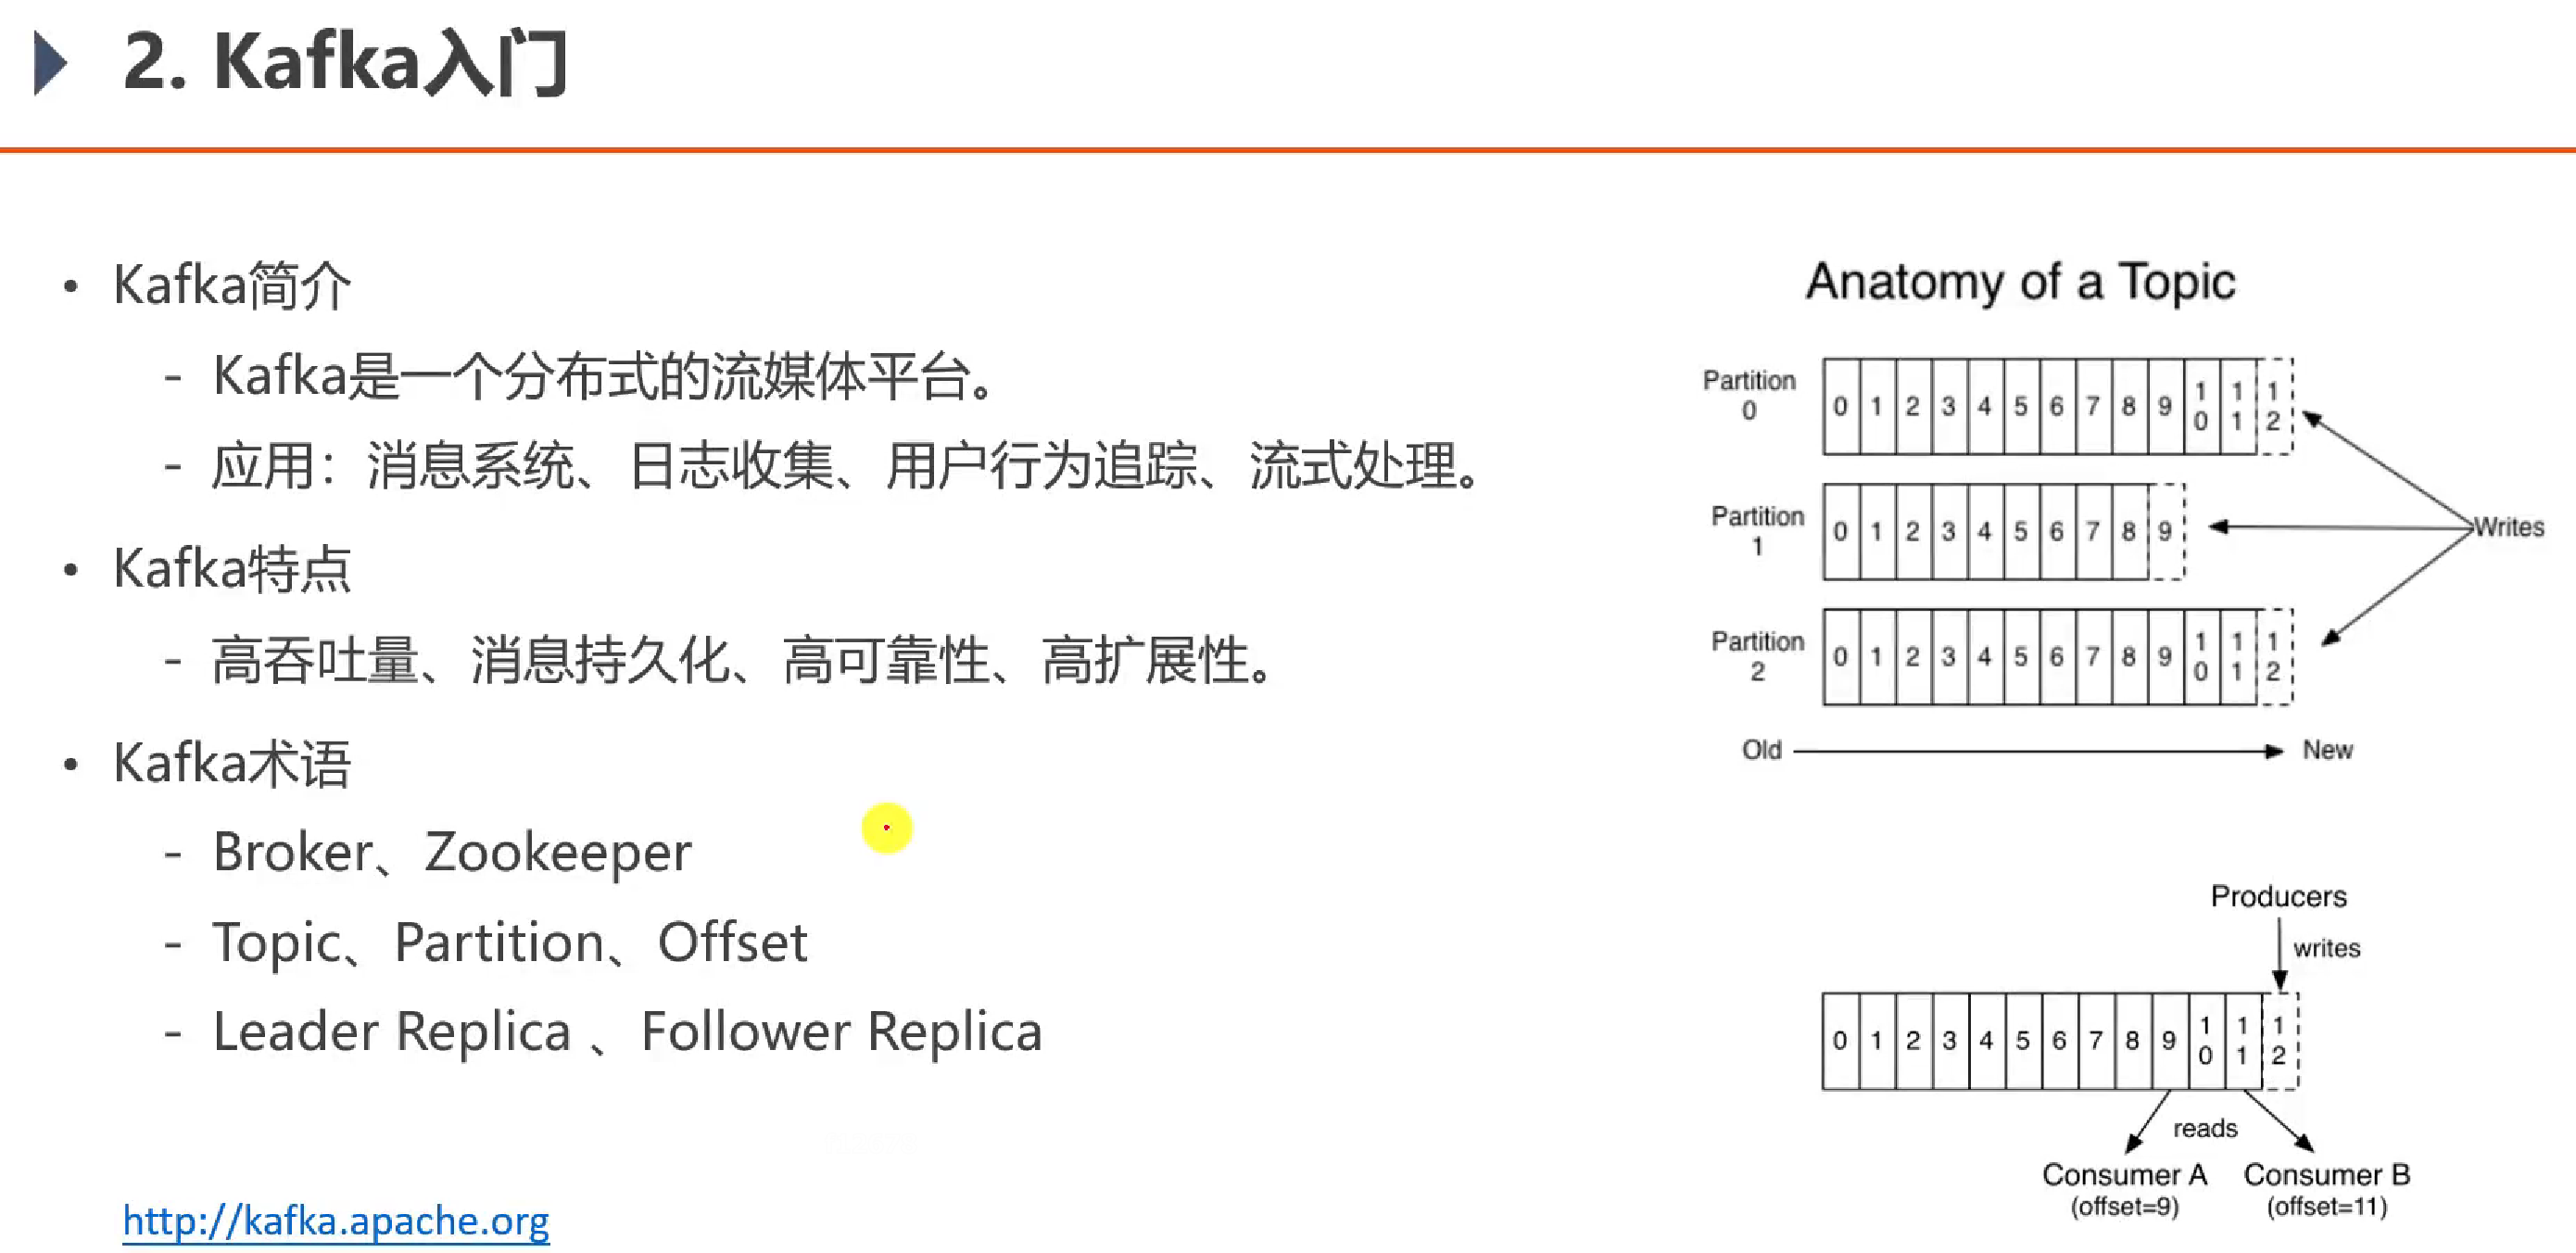 2. Kafka入门
• Kafka简介
- Kafka是一个分布式的流媒体平台。
- 应用：消息系统、日志收集、用户行为追踪、流式处理。
• Kafka特点
- 高吞吐量、消息持久化、高可靠性、高扩展性。
• Kafka术语
- Broker、Zookeeper
- Topic、Partition、Offset
- Leader Replica 、Follower Replica
http://kafka.apache.org
Anatomy of a Topic
Partition 0
0 1 2 3 4 5 6 7 8 9 10 11 12
Partition 1
0 1 2 3 4 5 6 7 8 9
Writes
Partition 2
0 1 2 3 4 5 6 7 8 9 10 11 12
Old New
Producers
writes
0 1 2 3 4 5 6 7 8 9 10 11 12
reads
Consumer A Consumer B
(offset=9) (offset=11)